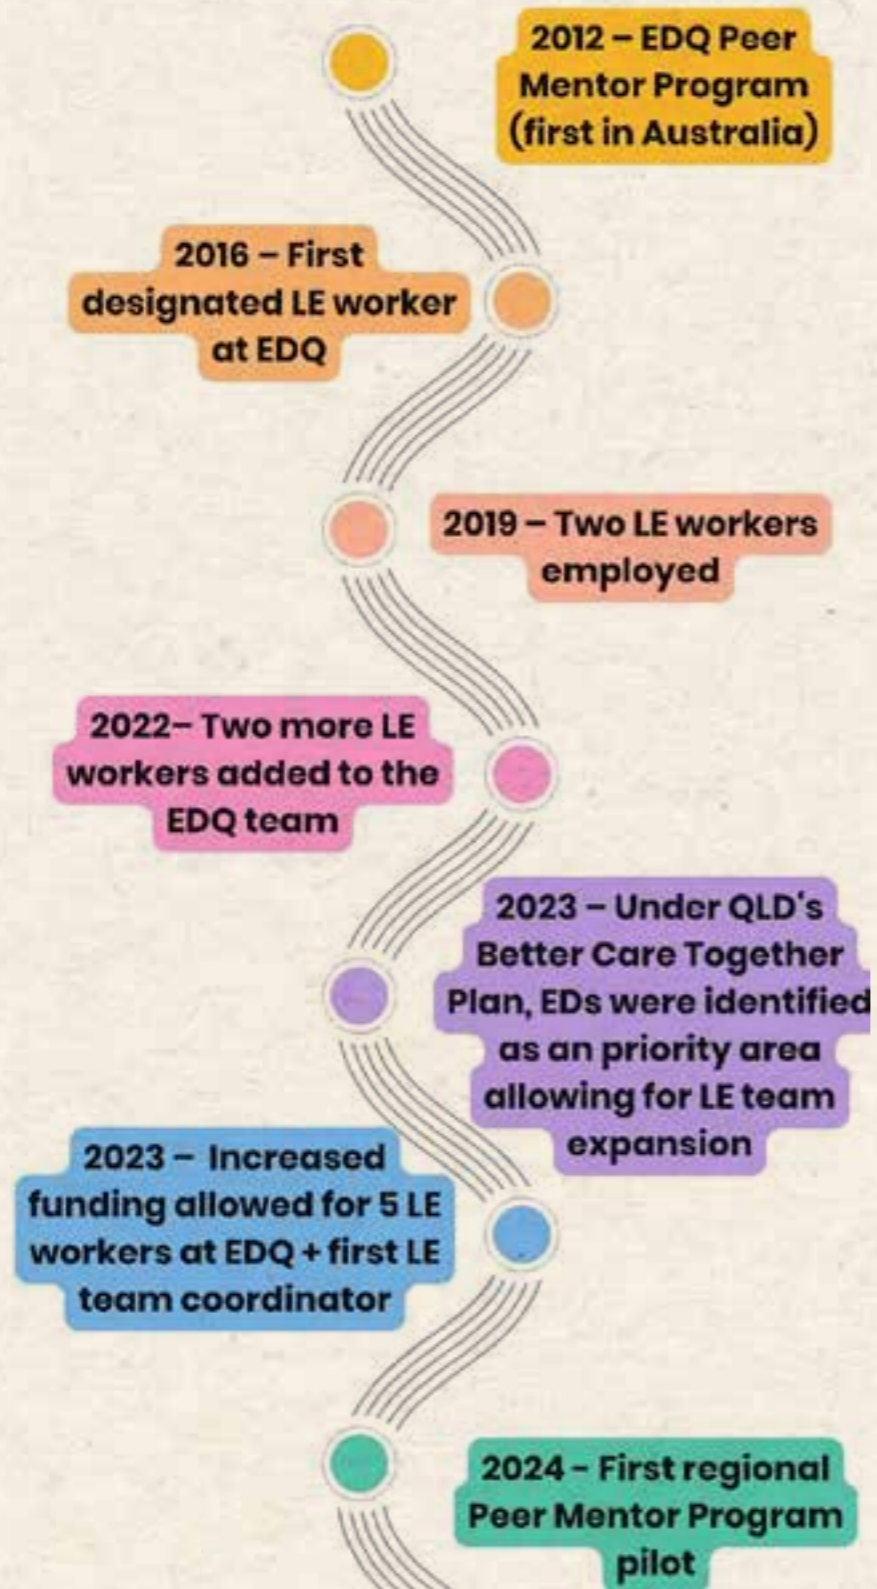 2012 – EDQ Peer
Mentor Program
(first in Australia)
2016 – First
designated LE worker
at EDQ
2019 – Two LE workers
employed
2022– Two more LE
workers added to the
EDQ team
2023 – Under QLD's
Better Care Together
Plan, EDs were identified
as an priority area
allowing for LE team
expansion
2023 – Increased
funding allowed for 5 LE
workers at EDQ + first LE
team coordinator
2024 - First regional
Peer Mentor Program
pilot